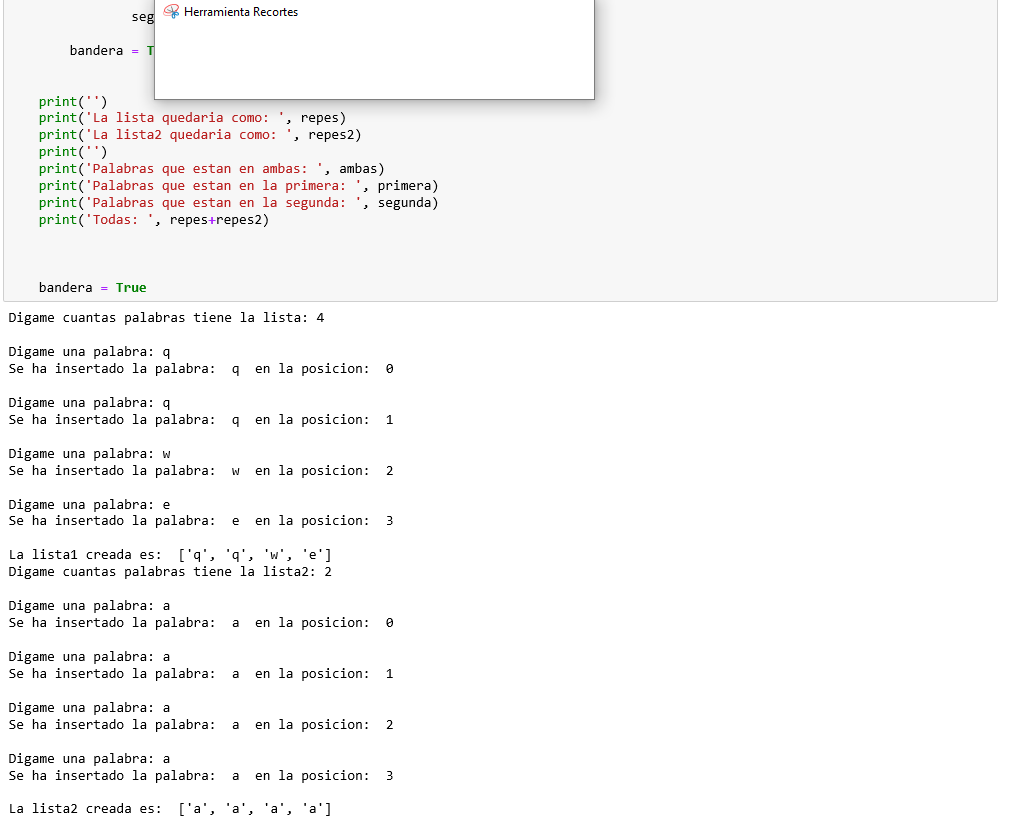 seg
Herramienta Recortes
bandera = T
print('')
print('La lista quedaria como: ', repes)
print('La lista2 quedaria como: ', repes2)
print('')
print('Palabras que estan en ambas: ', ambas)
print('Palabras que estan en la primera: ', primera)
print('Palabras que estan en la segunda: ', segunda)
print('Todas: ', repes+repes2)
bandera = True
Digame cuantas palabras tiene la lista: 4
Digame una palabra: q
Se ha insertado la palabra:  q  en la posicion:  0
Digame una palabra: q
Se ha insertado la palabra:  q  en la posicion:  1
Digame una palabra: w
Se ha insertado la palabra:  w  en la posicion:  2
Digame una palabra: e
Se ha insertado la palabra:  e  en la posicion:  3
La lista1 creada es:  ['q', 'q', 'w', 'e']
Digame cuantas palabras tiene la lista2: 2
Digame una palabra: a
Se ha insertado la palabra:  a  en la posicion:  0
Digame una palabra: a
Se ha insertado la palabra:  a  en la posicion:  1
Digame una palabra: a
Se ha insertado la palabra:  a  en la posicion:  2
Digame una palabra: a
Se ha insertado la palabra:  a  en la posicion:  3
La lista2 creada es:  ['a', 'a', 'a', 'a']